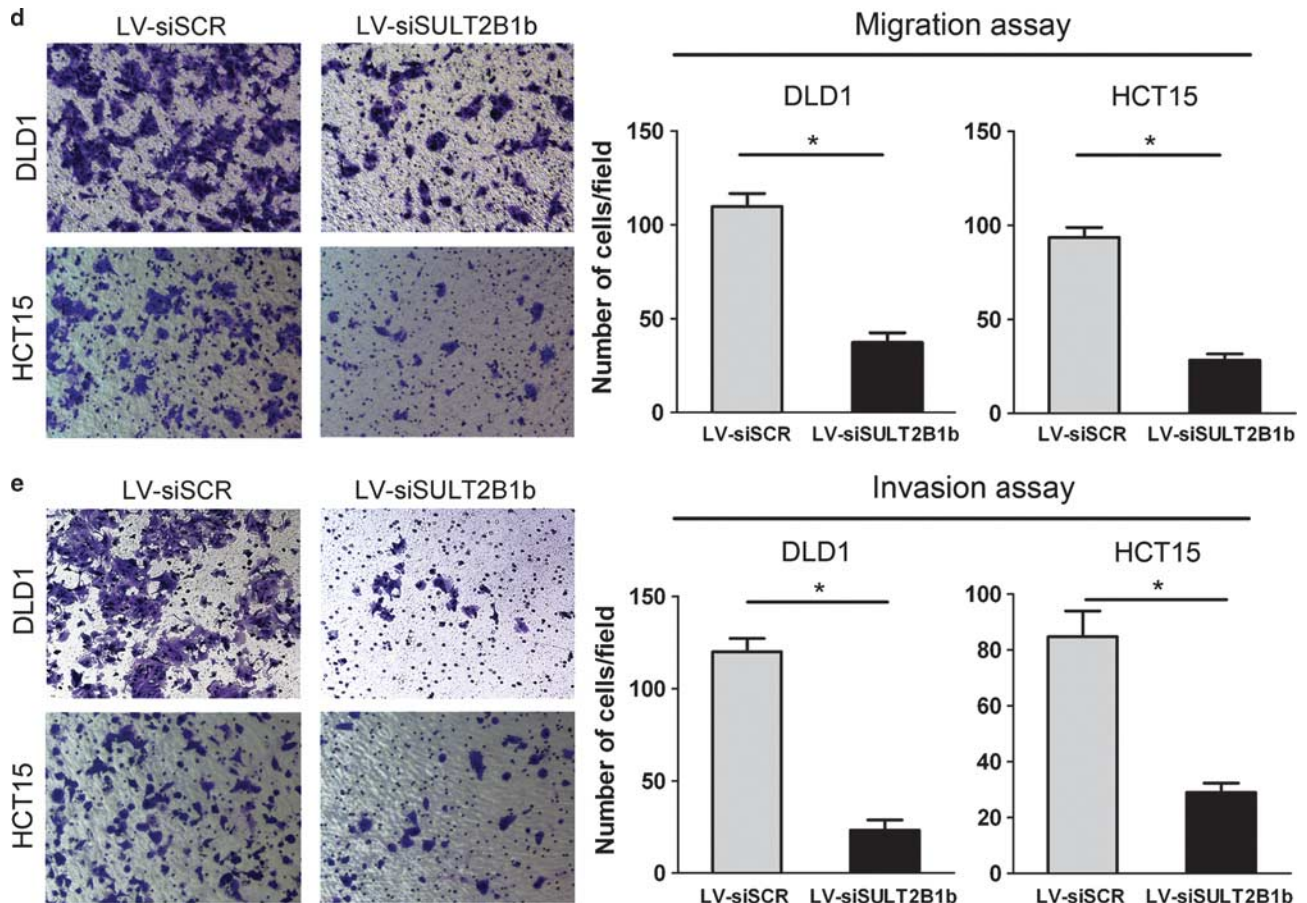 d
LV-siSCR
LV-siSULT2B1b
DLD1
HCT15
Migration assay
DLD1
HCT15
Number of cells/field
150
100
50
0
*
LV-siSCR
LV-siSULT2B1b
150
100
50
0
*
LV-siSCR
LV-siSULT2B1b
e
LV-siSCR
LV-siSULT2B1b
DLD1
HCT15
Invasion assay
DLD1
HCT15
Number of cells/field
150
100
50
0
*
LV-siSCR
LV-siSULT2B1b
100
80
60
40
20
0
*
LV-siSCR
LV-siSULT2B1b